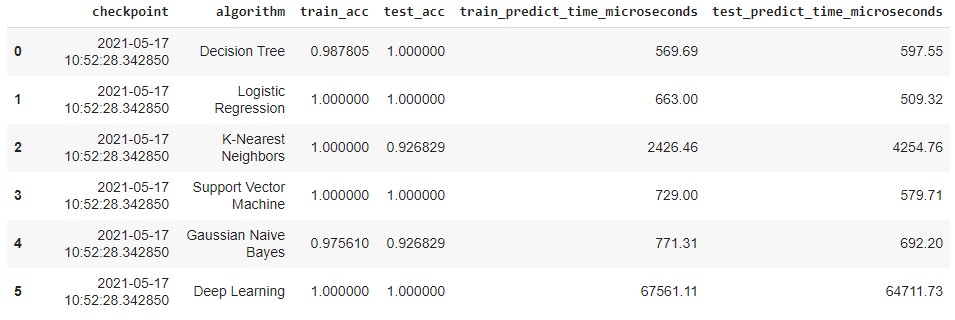 checkpoint algorithm train_acc test_acc train_predict_time_microseconds test_predict_time_microseconds
0 2021-05-17 10:52:28.342850 Decision Tree 0.987805 1.000000 569.69 597.55
1 2021-05-17 10:52:28.342850 Logistic Regression 1.000000 1.000000 663.00 509.32
2 2021-05-17 10:52:28.342850 K-Nearest Neighbors 1.000000 0.926829 2426.46 4254.76
3 2021-05-17 10:52:28.342850 Support Vector Machine 1.000000 1.000000 729.00 579.71
4 2021-05-17 10:52:28.342850 Gaussian Naive Bayes 0.975610 0.926829 771.31 692.20
5 2021-05-17 10:52:28.342850 Deep Learning 1.000000 1.000000 67561.11 64711.73